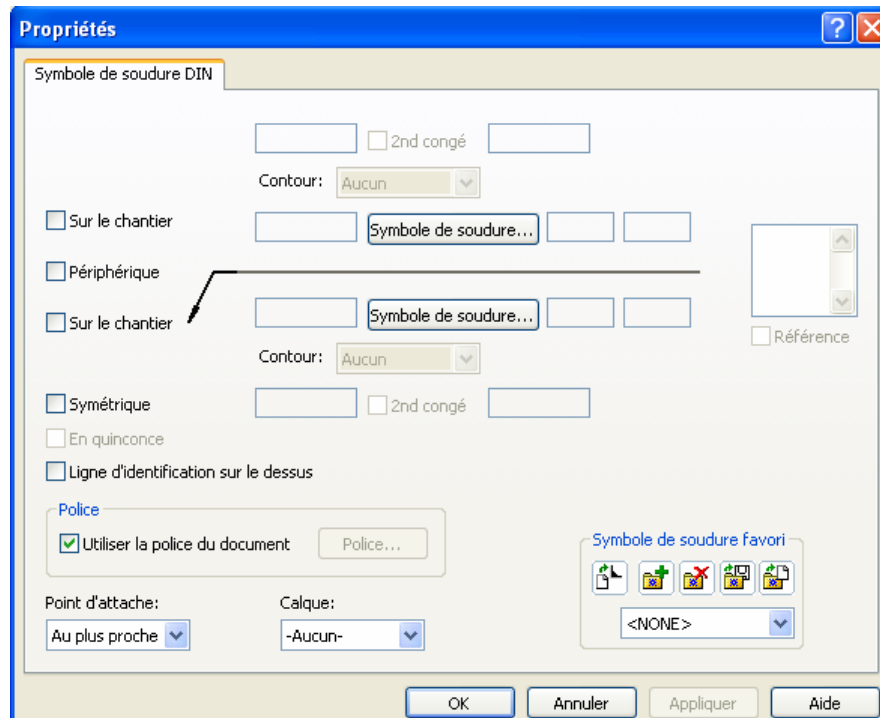 Propriétés
Symbole de soudure DIN
2nd congé
Contour: Aucun
Sur le chantier
Symbole de soudure...
Périphérique
Sur le chantier
Symbole de soudure...
Référence
Contour: Aucun
Symétrique
2nd congé
En quinconce
Ligne d'identification sur le dessus
Police
Utiliser la police du document
Police...
Symbole de soudure favori
Point d'attache:
Calque:
Au plus proche
-Aucun-
<NONE>
OK
Annuler
Appliquer
Aide